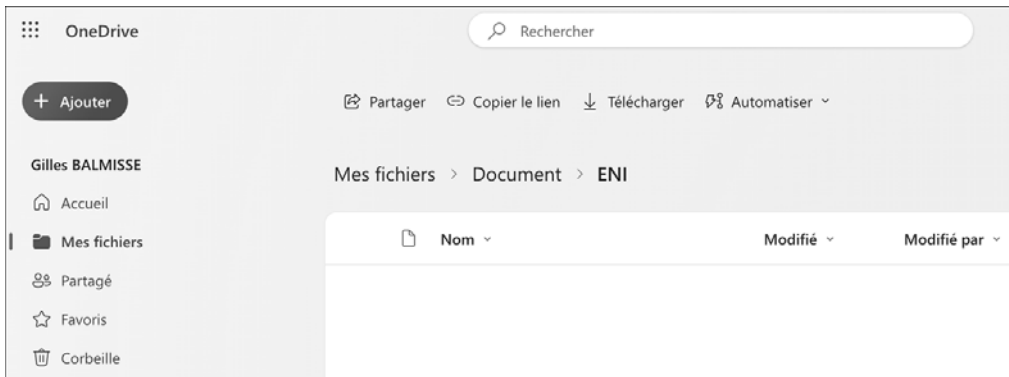 OneDrive
Rechercher
Ajouter
Partager Copier le lien Télécharger Automatiser
Gilles BALMISSE
Mes fichiers > Document > ENI
Accueil
Nom Modifié Modifié par
Mes fichiers
Partagé
Favoris
Corbeille